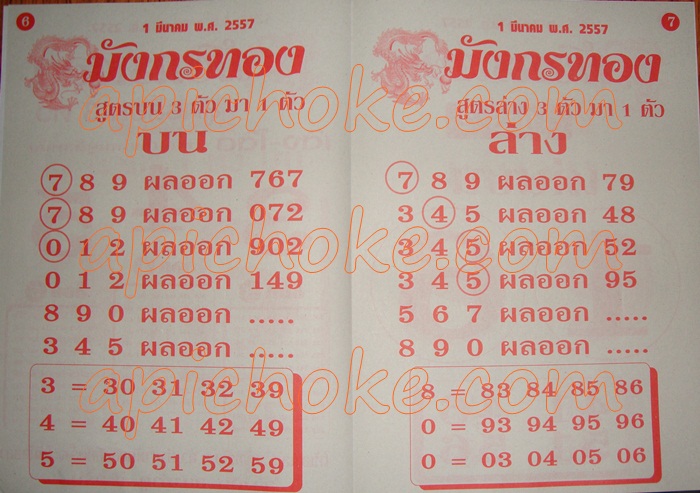 6
1 มีนาคม พ.ศ. 2557
มังกรทอง
สูตรบน 3 ตัว มา 1 ตัว
บน
7 8 9 ผลออก 767
7 8 9 ผลออก 072
0 1 2 ผลออก 902
0 1 2 ผลออก 149
8 9 0 ผลออก .....
3 4 5 ผลออก .....
3 = 30 31 32 39
4 = 40 41 42 49
5 = 50 51 52 59
7
1 มีนาคม พ.ศ. 2557
มังกรทอง
สูตรล่าง 3 ตัว มา 1 ตัว
ล่าง
7 8 9 ผลออก 79
3 4 5 ผลออก 48
3 4 5 ผลออก 52
3 4 5 ผลออก 95
5 6 7 ผลออก .....
8 9 0 ผลออก .....
8 = 83 84 85 86
0 = 93 94 95 96
0 = 03 04 05 06
apichoke.com
apichoke.com
apichoke.com
apichoke.com